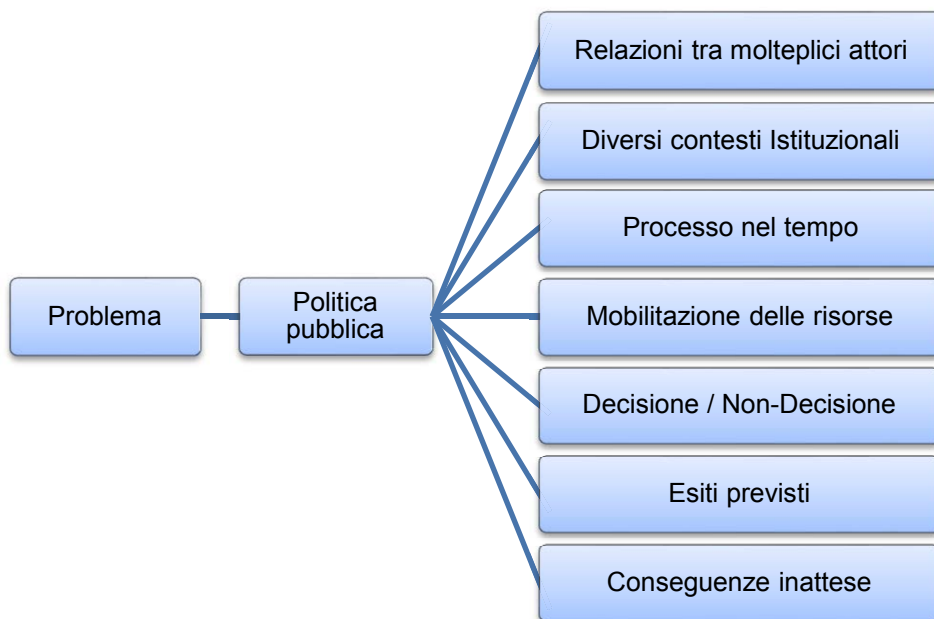 Problema
Politica
pubblica
Relazioni tra molteplici attori
Diversi contesti Istituzionali
Processo nel tempo
Mobilitazione delle risorse
Decisione / Non-Decisione
Esiti previsti
Conseguenze inattese